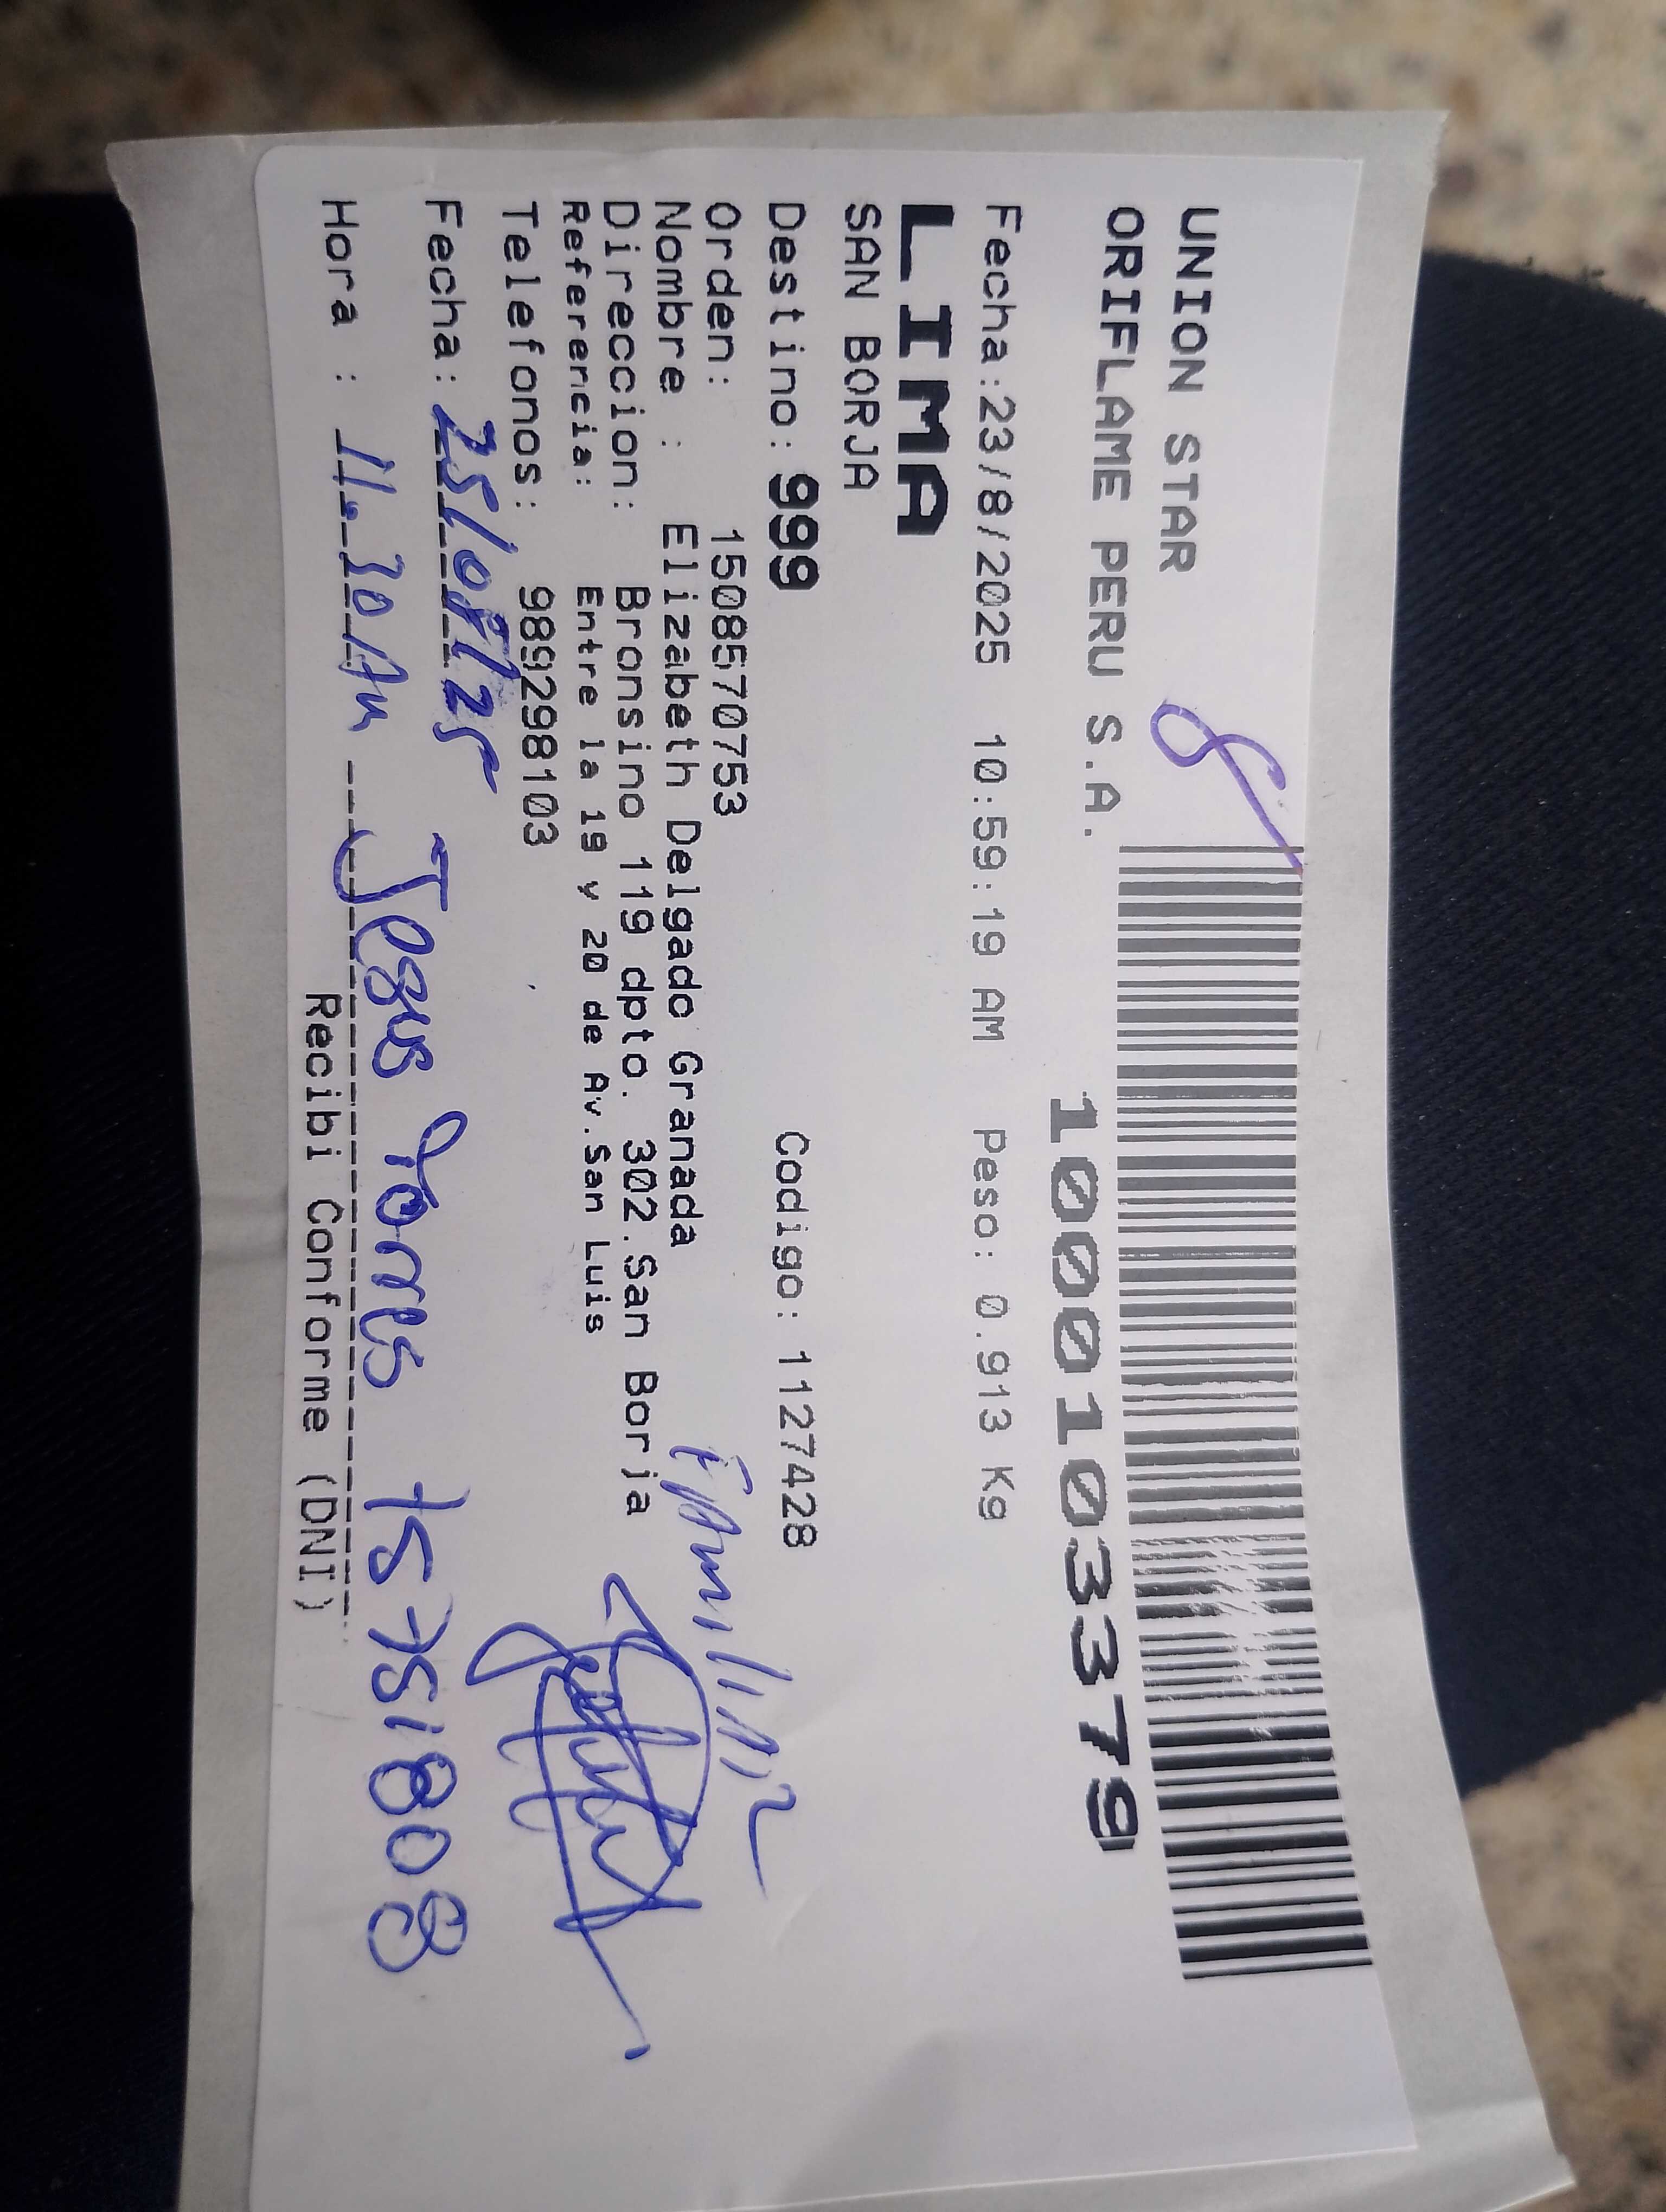 UNION STAR
ORIFLAME PERU S.A.
1000103379
Fecha:23/8/2025 10:59:19 AM Peso: 0.913 Kg
LIMA
SAN BORJA
Destino: 999 Codigo: 1127428
Orden: 1508570753
Nombre : Elizabeth Delgado Granada
Direccion: Bronsino 119 dpto. 302.San Borja
Referencia: Entre la 19 y 20 de Av.San Luis
Telefonos: 989298103
Fecha: 25/08/25
Hora : 11:30 AM Jesus Torres 75751808
Recibi Conforme (DNI)